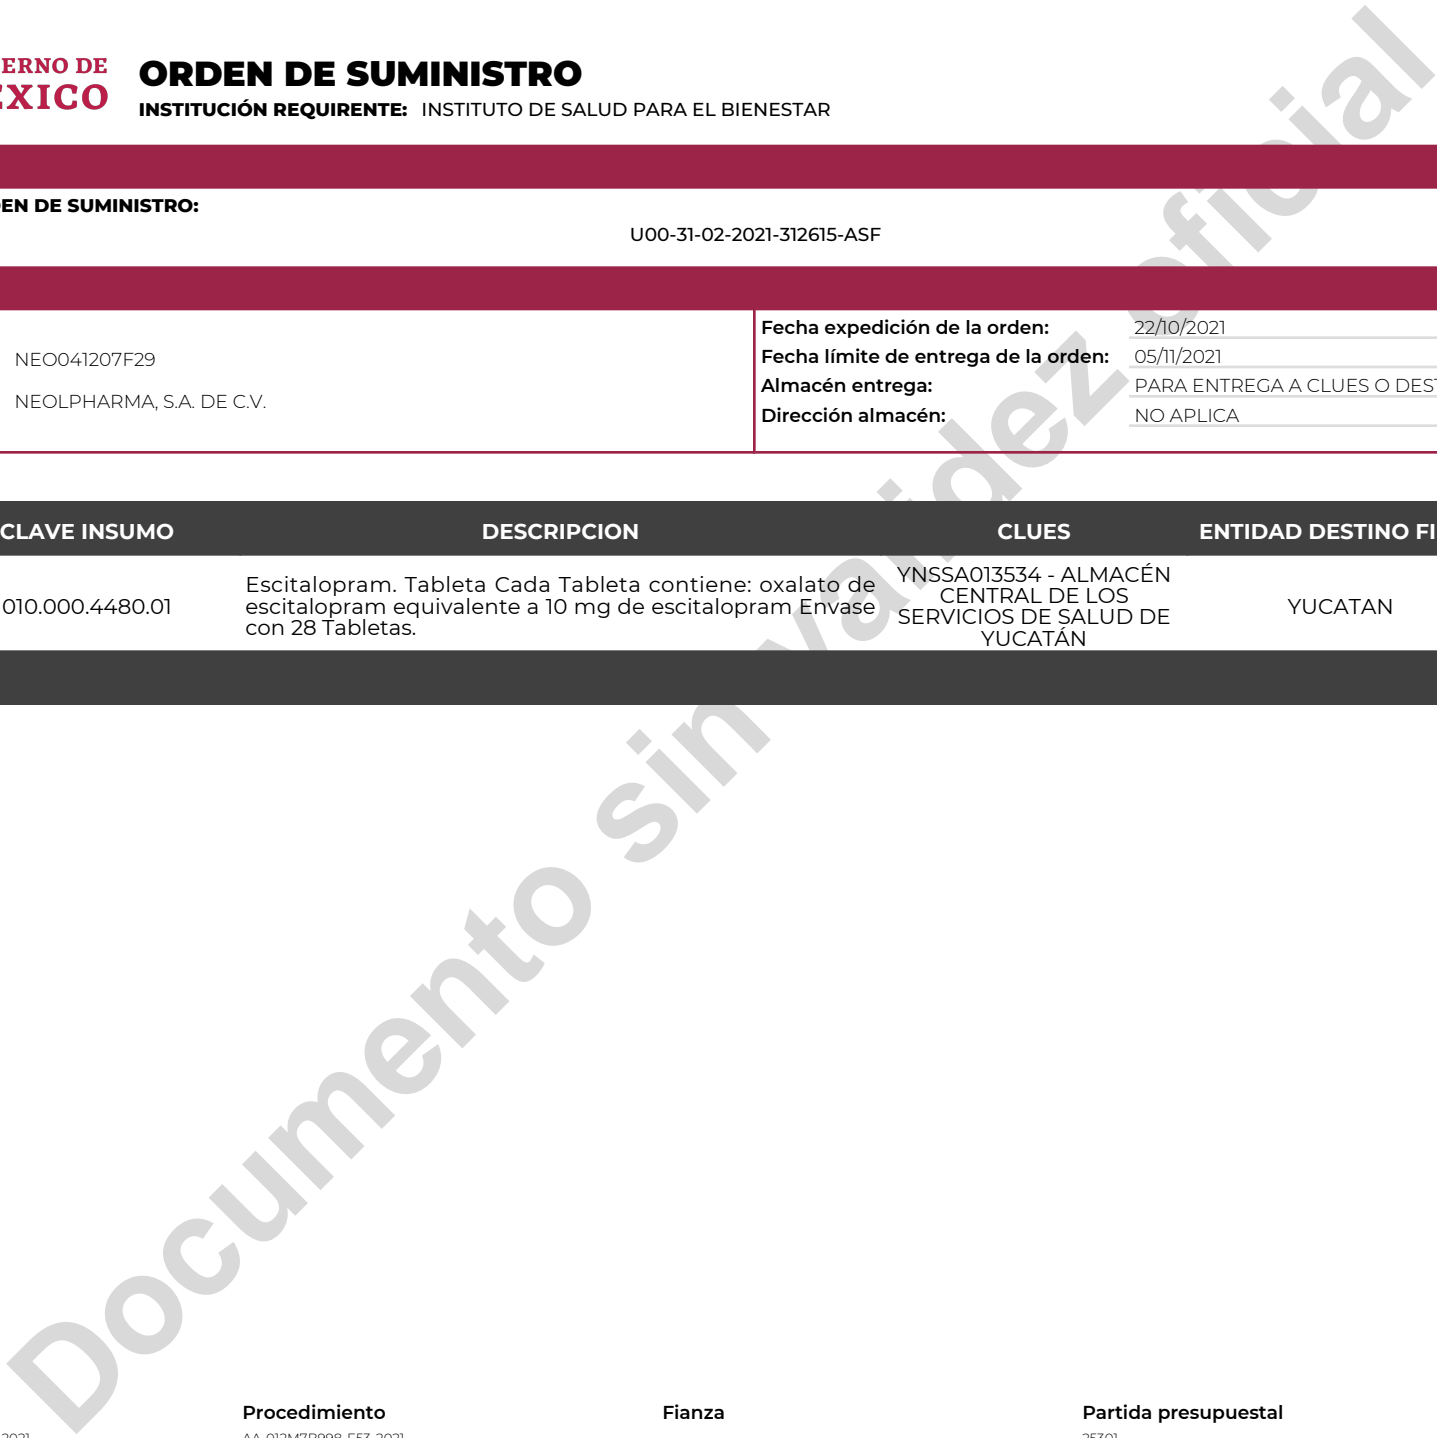 ERNO DE
ORDEN DE SUMINISTRO
EXICO
INSTITUCIÓN REQUIRENTE: INSTITUTO DE SALUD PARA EL BIENESTAR
EN DE SUMINISTRO:
U00-31-02-2021-312615-ASF
NEO041207F29
NEOLPHARMA, S.A. DE C.V.
Fecha expedición de la orden: 22/10/2021
Fecha límite de entrega de la orden: 05/11/2021
Almacén entrega: PARA ENTREGA A CLUES O DEST
Dirección almacén: NO APLICA
CLAVE INSUMO DESCRIPCION CLUES ENTIDAD DESTINO FI
010.000.4480.01
Escitalopram. Tableta Cada Tableta contiene: oxalato de
escitalopram equivalente a 10 mg de escitalopram Envase
con 28 Tabletas.
YNSSA013534 - ALMACÉN
CENTRAL DE LOS
SERVICIOS DE SALUD DE
YUCATÁN
YUCATAN
Documento sin validez oficial
Procedimiento Fianza Partida presupuestal